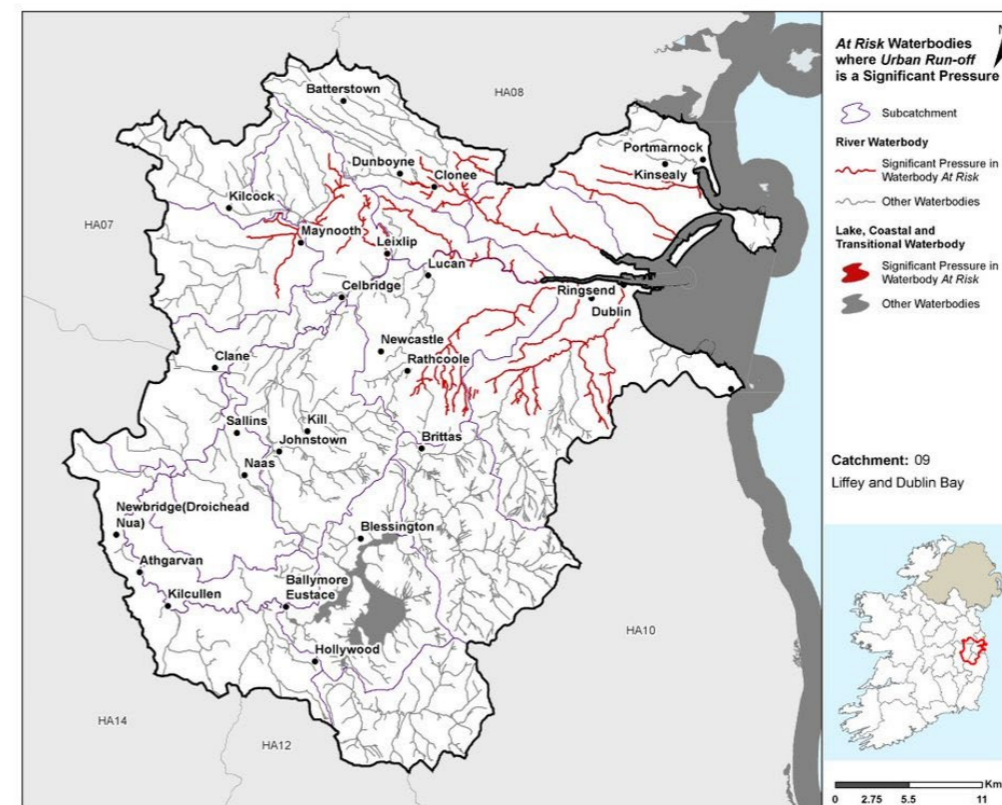 At Risk Waterbodies
where Urban Run-off
is a Significant Pressure
N
Subcatchment
River Waterbody
Significant Pressure in
Waterbody At Risk
Other Waterbodies
Lake, Coastal and
Transitional Waterbody
Significant Pressure in
Waterbody At Risk
Other Waterbodies
Catchment: 09
Liffey and Dublin Bay
0 2.75 5.5 11 Km
HA08
Batterstown
Portmarnock
Kinsealy
Dunboyne
Clonee
Kilcock
HA07
Maynooth
Leixlip
Lucan
Celbridge
Ringsend
Dublin
Newcastle
Rathcoole
Clane
Sallins
Kill
Johnstown
Brittas
Naas
Newbridge(Droichead
Nua)
Blessington
Athgarvan
Kilcullen
Ballymore
Eustace
HA10
Hollywood
HA14
HA12